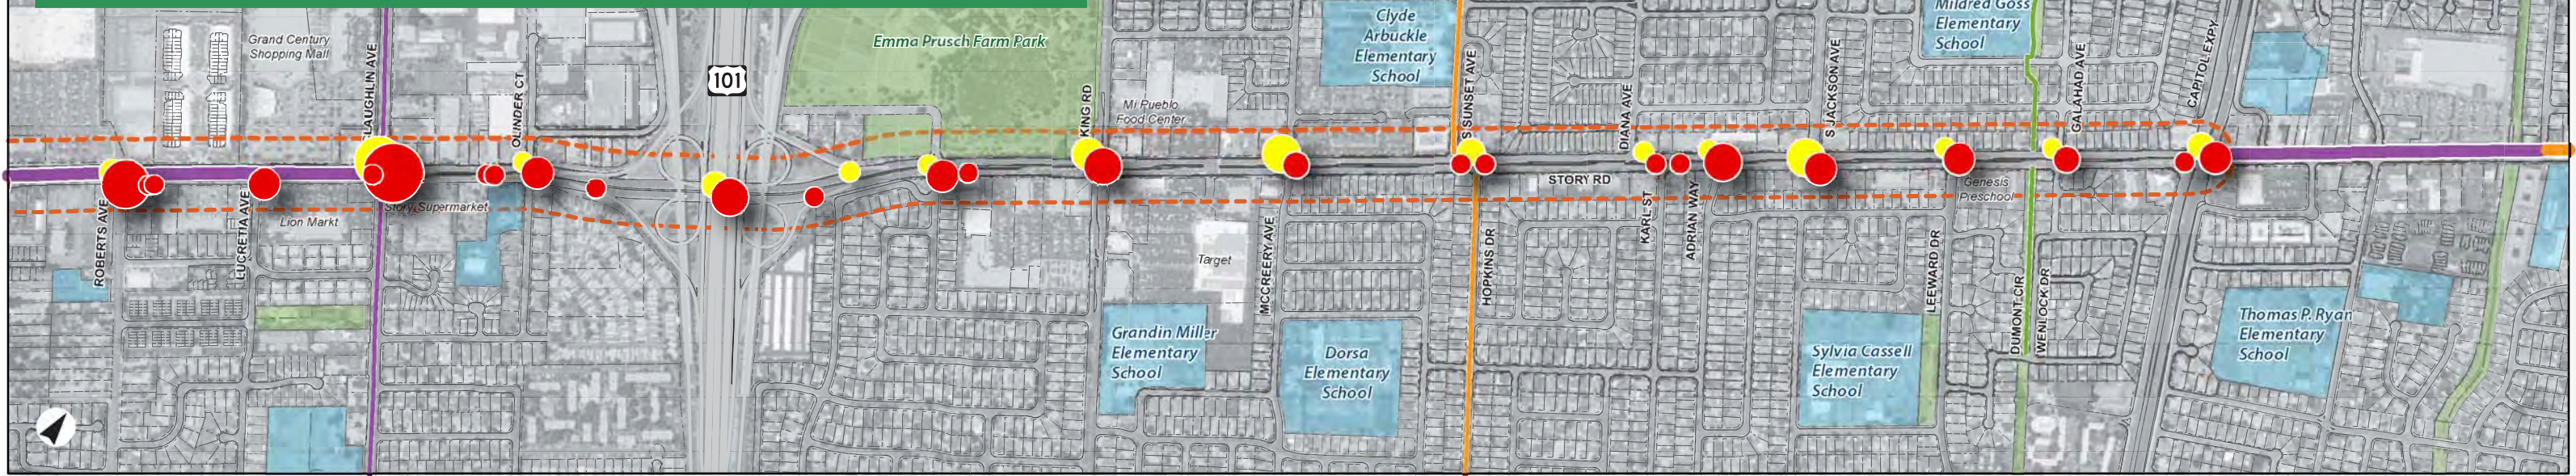 Grand Century
Shopping Mall
LAUGHLIN AVE
OLINDER CT
101
Emma Prusch Farm Park
KING RD
Mi Pueblo
Food Center
Clyde
Arbuckle
Elementary
School
S SUNSET AVE
DIANA AVE
S JACKSON AVE
Mildred Goss
Elementary
School
GALAHAD AVE
CAPITOL EXPY
ROBERTS AVE
LUCRETIA AVE
Lion Markt
Story Supermarket
Target
MCCREERY AVE
HOPKINS DR
STORY RD
KARL ST
ADRIAN WAY
Genesis
Preschool
LEEWARD DR
DUMONT CIR
WENLOCK DR
Grandin Miller
Elementary
School
Dorsa
Elementary
School
Sylvia Cassell
Elementary
School
Thomas P. Ryan
Elementary
School